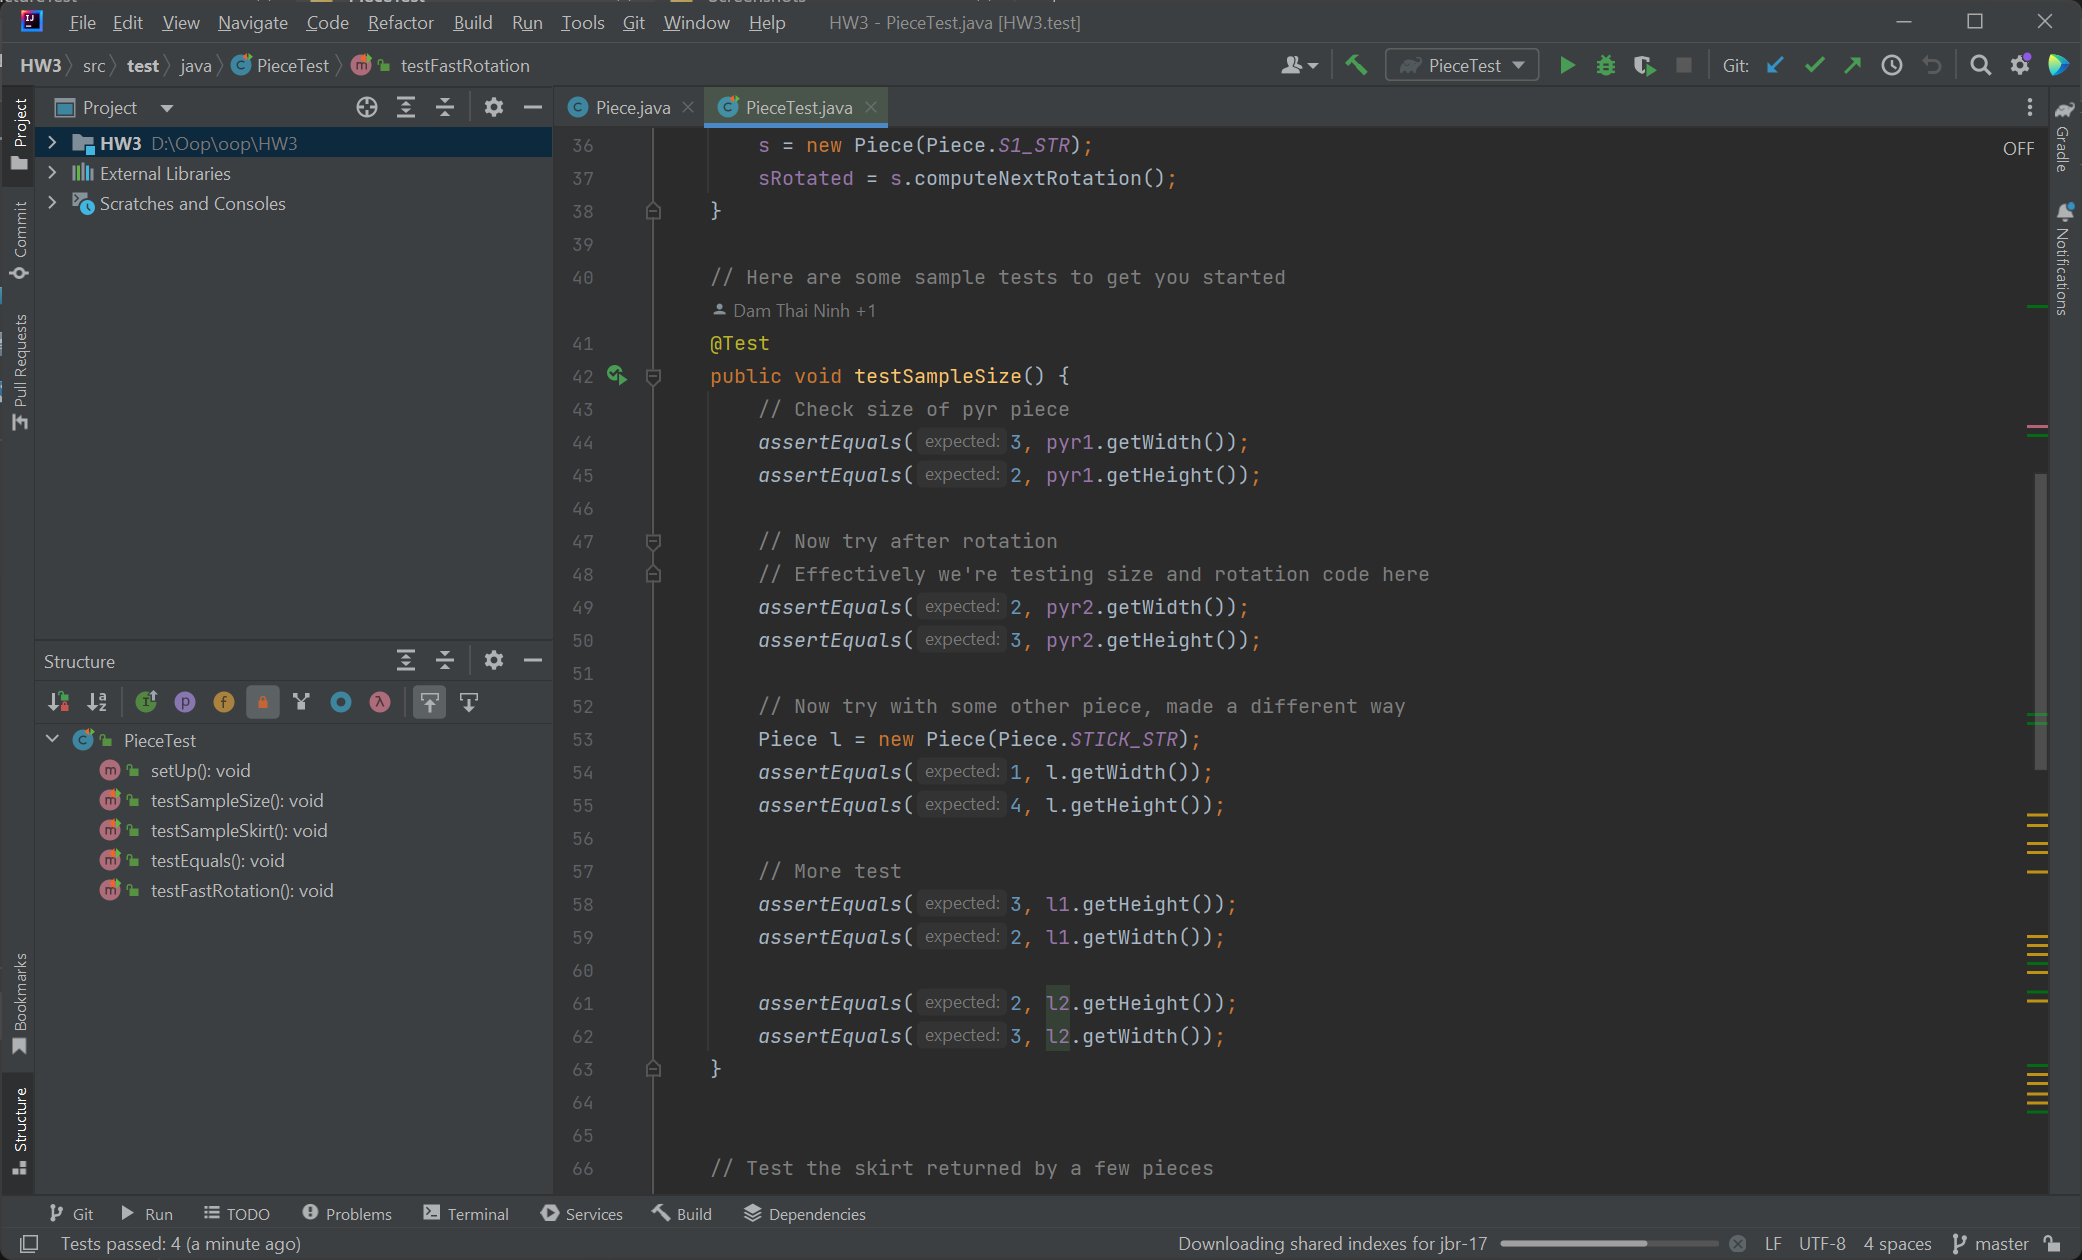 File Edit View Navigate Code Refactor Build Run Tools Git Window Help HW3 - PieceTest.java [HW3.test]
HW3 src test java PieceTest m testFastRotation PieceTest Git:
Project
Piece.java PieceTest.java
HW3 D:\Oop\oop\HW3
External Libraries
Scratches and Consoles
Project
Commit
Pull Requests
Bookmarks
Structure
Structure
PieceTest
setUp(): void
testSampleSize(): void
testSampleSkirt(): void
testEquals(): void
testFastRotation(): void
OFF
36 s = new Piece(Piece.S1_STR);
37 sRotated = s.computeNextRotation();
38 }
39
40 // Here are some sample tests to get you started
Dam Thai Ninh +1
41 @Test
42 public void testSampleSize() {
43 // Check size of pyr piece
44 assertEquals( expected: 3, pyr1.getWidth());
45 assertEquals( expected: 2, pyr1.getHeight());
46
47 // Now try after rotation
48 // Effectively we're testing size and rotation code here
49 assertEquals( expected: 2, pyr2.getWidth());
50 assertEquals( expected: 3, pyr2.getHeight());
51
52 // Now try with some other piece, made a different way
53 Piece l = new Piece(Piece.STICK_STR);
54 assertEquals( expected: 1, l.getWidth());
55 assertEquals( expected: 4, l.getHeight());
56
57 // More test
58 assertEquals( expected: 3, l1.getHeight());
59 assertEquals( expected: 2, l1.getWidth());
60
61 assertEquals( expected: 2, l2.getHeight());
62 assertEquals( expected: 3, l2.getWidth());
63 }
64
65
66 // Test the skirt returned by a few pieces
Gradle
Notifications
Git Run TODO Problems Terminal Services Build Dependencies
Tests passed: 4 (a minute ago) Downloading shared indexes for jbr-17 LF UTF-8 4 spaces master